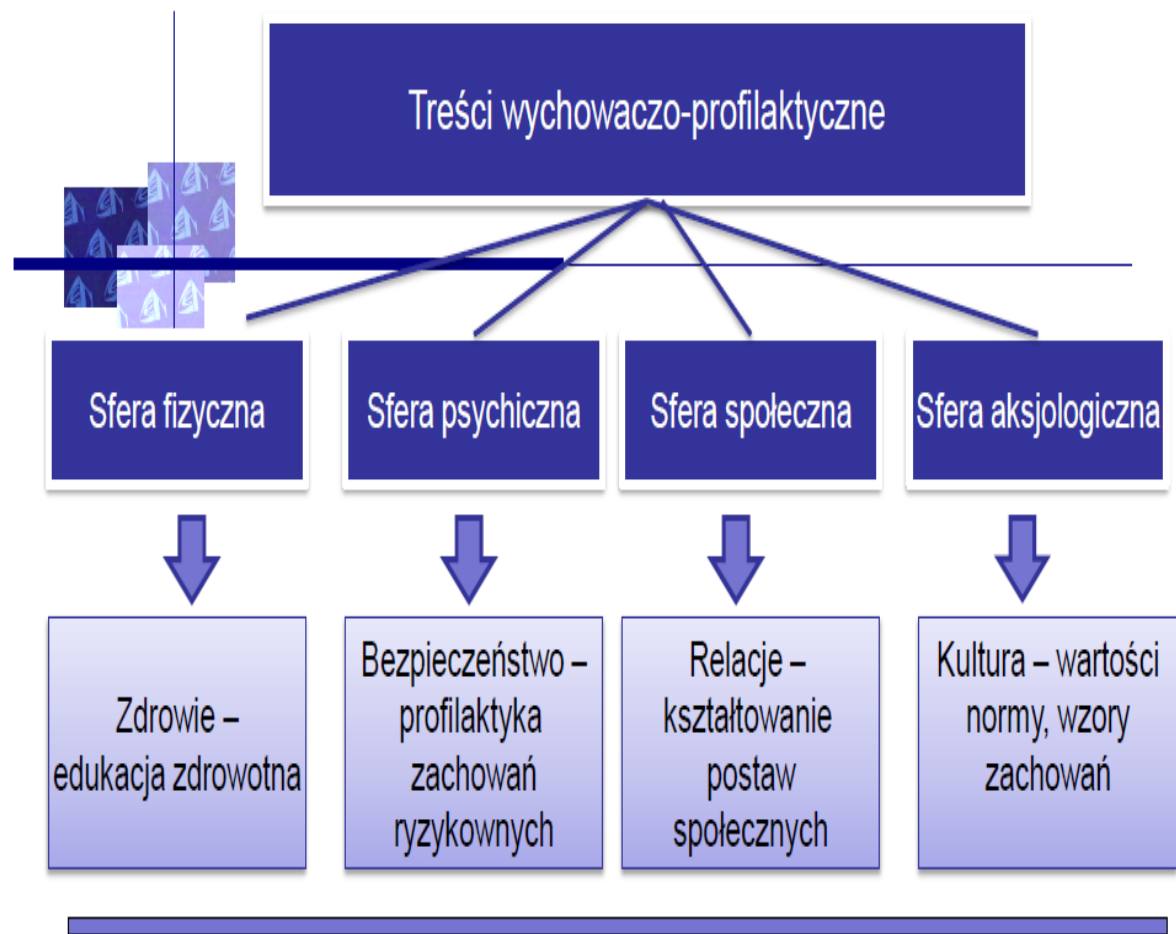 Treści wychowaczo-profilaktyczne
Sfera fizyczna
Sfera psychiczna
Sfera społeczna
Sfera aksjologiczna
Zdrowie –
edukacja zdrowotna
Bezpieczeństwo –
profilaktyka
zachowań
ryzykownych
Relacje –
kształtowanie
postaw
społecznych
Kultura – wartości
normy, wzory
zachowań